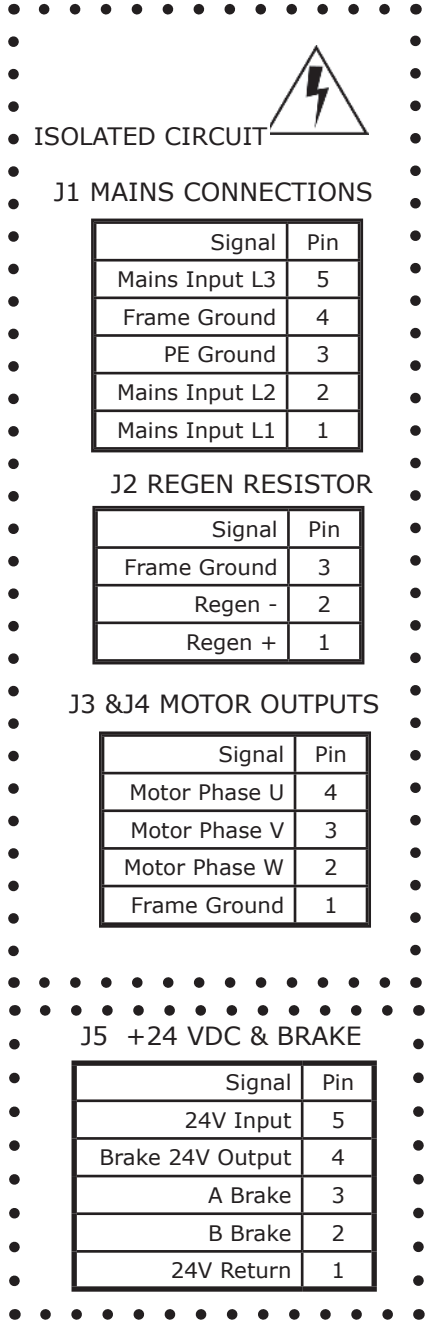 ISOLATED CIRCUIT
J1 MAINS CONNECTIONS
Signal Pin
Mains Input L3 5
Frame Ground 4
PE Ground 3
Mains Input L2 2
Mains Input L1 1
J2 REGEN RESISTOR
Signal Pin
Frame Ground 3
Regen - 2
Regen + 1
J3 &J4 MOTOR OUTPUTS
Signal Pin
Motor Phase U 4
Motor Phase V 3
Motor Phase W 2
Frame Ground 1
J5 +24 VDC & BRAKE
Signal Pin
24V Input 5
Brake 24V Output 4
A Brake 3
B Brake 2
24V Return 1